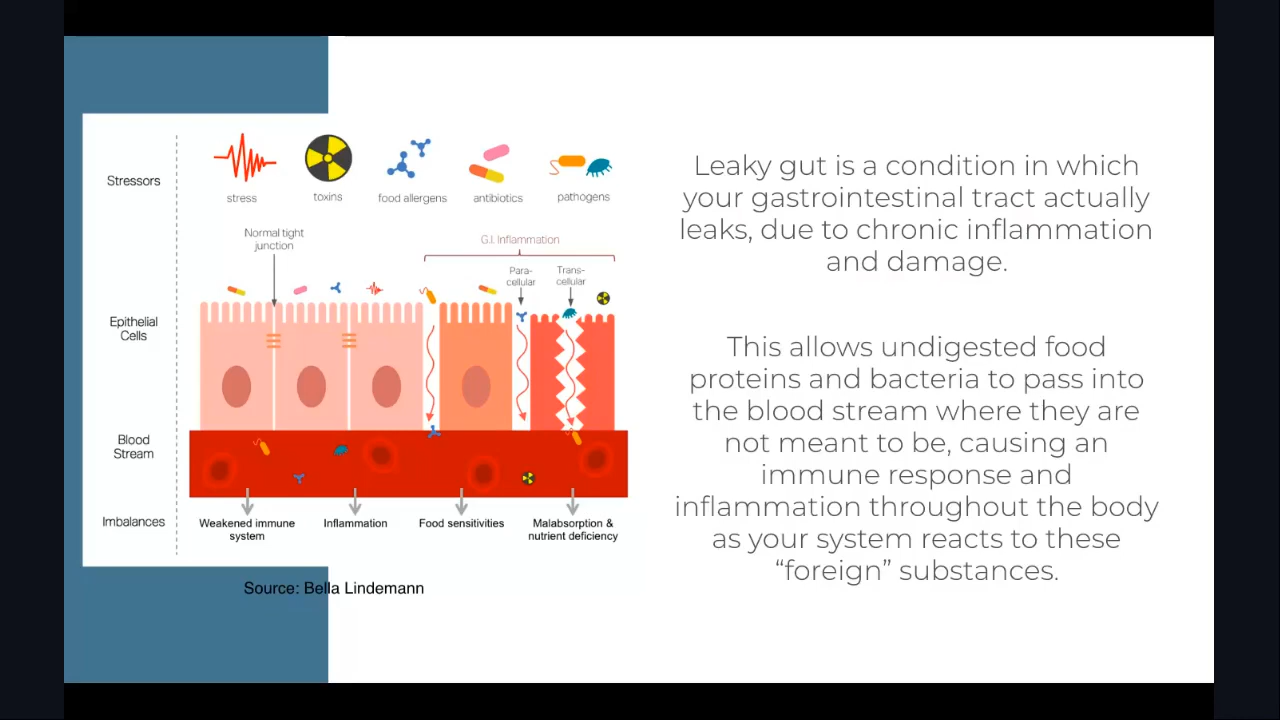 Stressors
stress
toxins
food allergens
antibiotics
pathogens
Normal tight
junction
G.I. Inflammation
Para-
cellular
Trans-
cellular
Epithelial
Cells
Blood
Stream
Imbalances
Weakened immune
system
Inflammation
Food sensitivities
Malabsorption &
nutrient deficiency
Source: Bella Lindemann
Leaky gut is a condition in which
your gastrointestinal tract actually
leaks, due to chronic inflammation
and damage.
This allows undigested food
proteins and bacteria to pass into
the blood stream where they are
not meant to be, causing an
immune response and
inflammation throughout the body
as your system reacts to these
“foreign” substances.